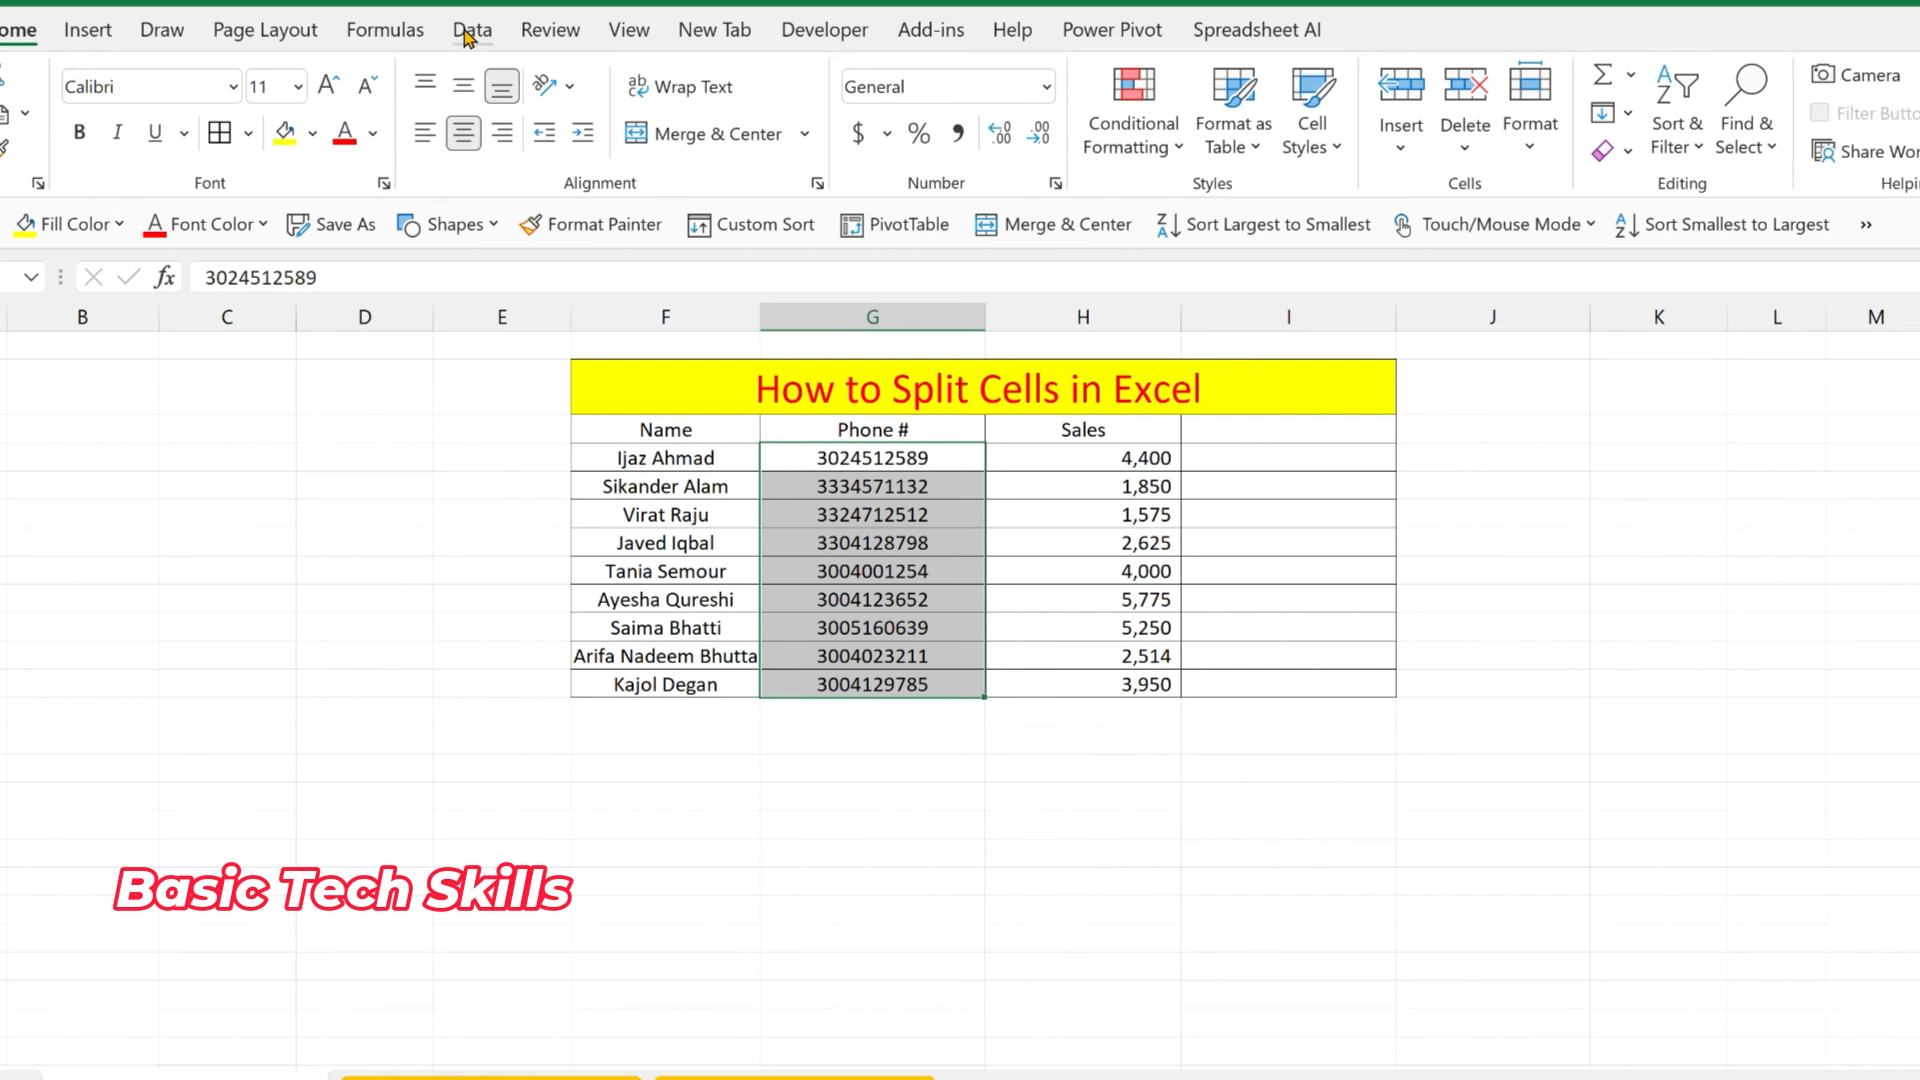 ome Insert Draw Page Layout Formulas Data Review View New Tab Developer Add-ins Help Power Pivot Spreadsheet AI
Calibri 11 Wrap Text General Conditional Formatting Format as Table Cell Styles Insert Delete Format Sort & Filter Find & Select Camera
B I U Merge & Center $ % Filter Butto
Share Wor
Font Alignment Number Styles Cells Editing Helpi
Fill Color Font Color Save As Shapes Format Painter Custom Sort PivotTable Merge & Center Sort Largest to Smallest Touch/Mouse Mode Sort Smallest to Largest »
fx 3024512589
B C D E F G H I J K L M
How to Split Cells in Excel
Name Phone # Sales
Ijaz Ahmad 3024512589 4,400
Sikander Alam 3334571132 1,850
Virat Raju 3324712512 1,575
Javed Iqbal 3304128798 2,625
Tania Semour 3004001254 4,000
Ayesha Qureshi 3004123652 5,775
Saima Bhatti 3005160639 5,250
Arifa Nadeem Bhutta 3004023211 2,514
Kajol Degan 3004129785 3,950
Basic Tech Skills